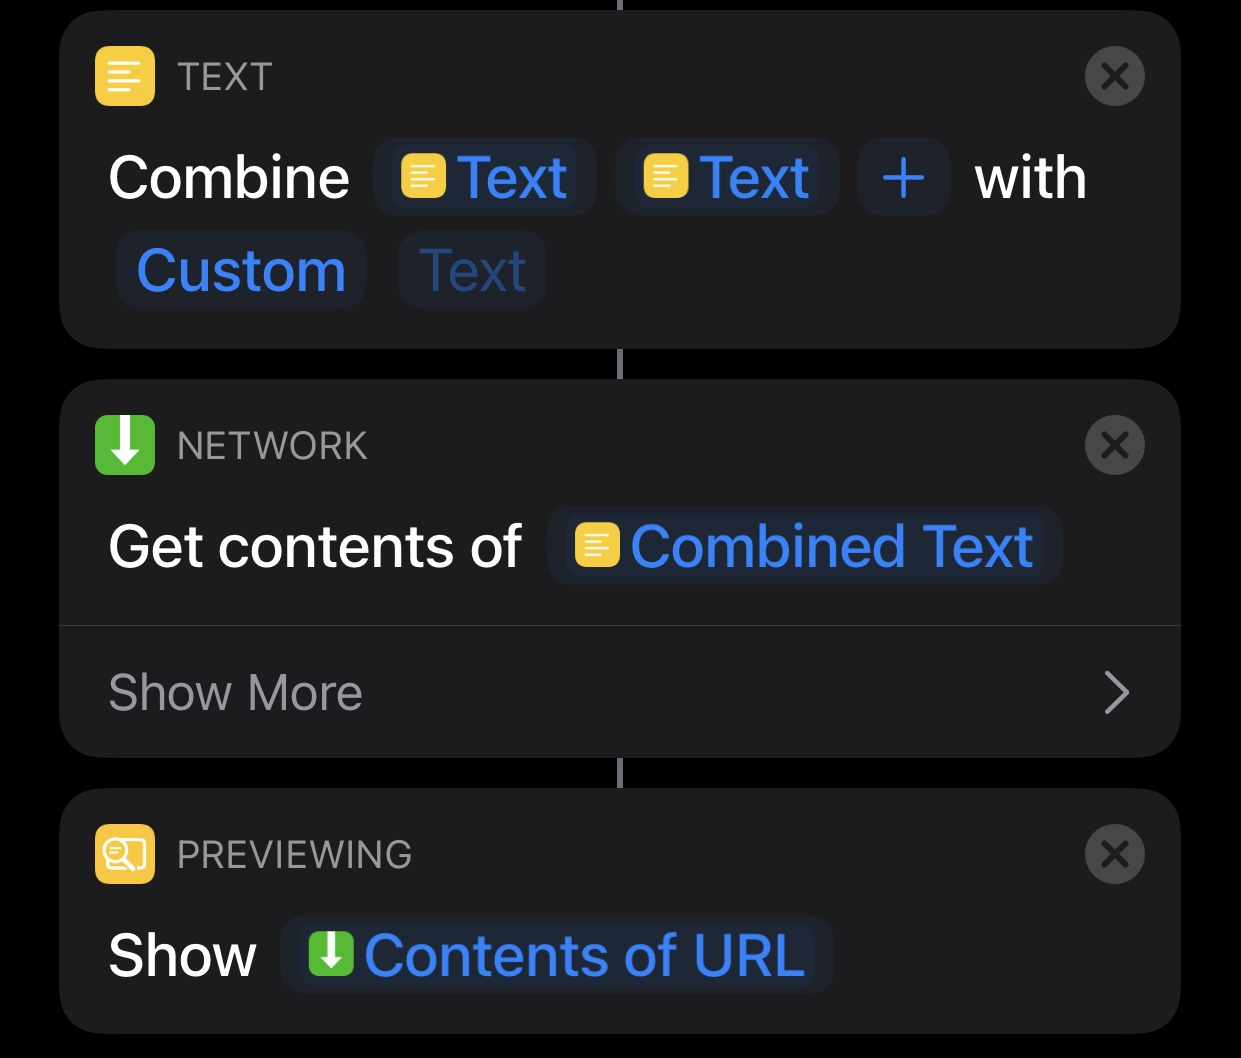 TEXT
Combine Text Text + with
Custom Text
NETWORK
Get contents of Combined Text
Show More
PREVIEWING
Show Contents of URL